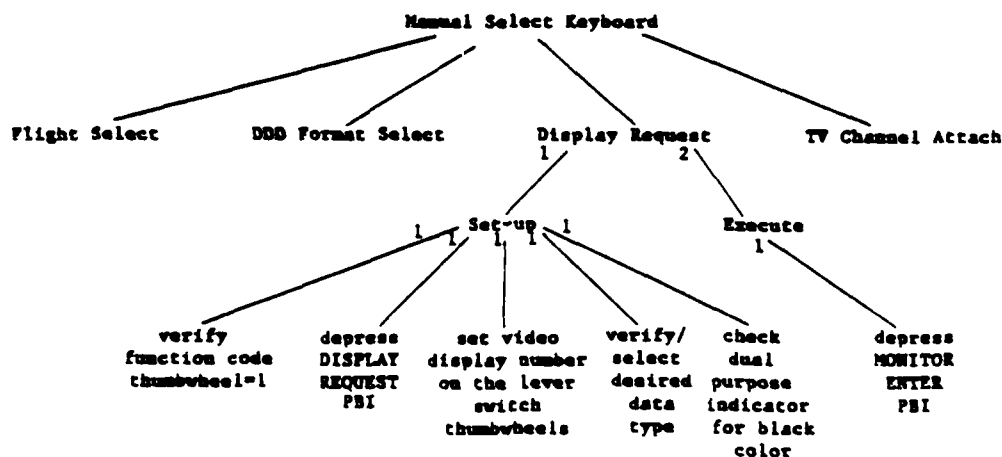 Manual Select Keyboard
Flight Select DDD Format Select Display Request TV Channel Attach
1 2
1 1 Set-up 1 1 1 Execute
1
verify depress set video verify/ check depress
function code DISPLAY display number select dual MONITOR
thumbwheel=1 REQUEST on the lever desired purpose ENTER
PBI switch data indicator PBI
thumbwheels type for black
color